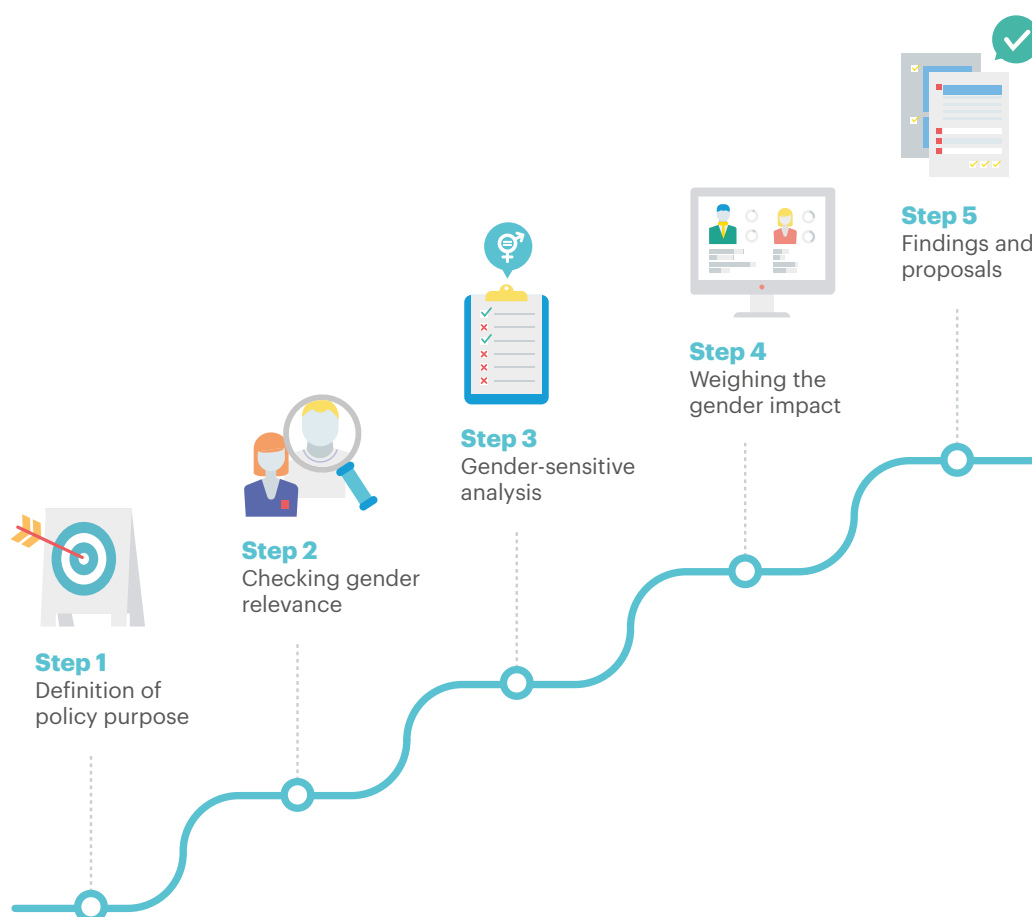 Step 1
Definition of
policy purpose
Step 2
Checking gender
relevance
Step 3
Gender-sensitive
analysis
Step 4
Weighing the
gender impact
Step 5
Findings and
proposals